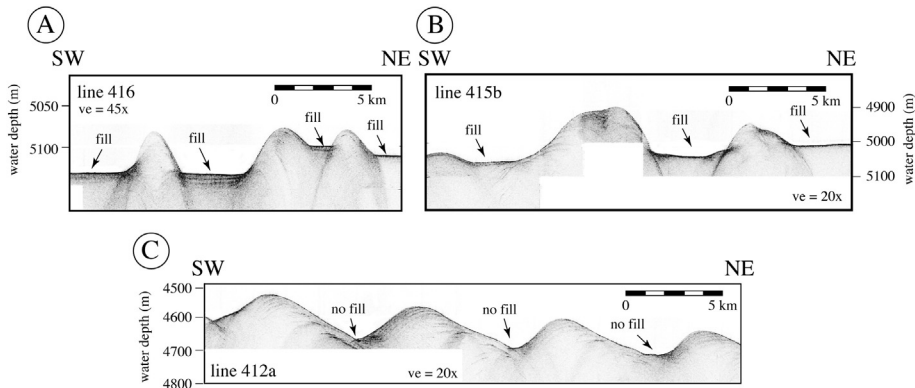 A
SW NE
line 416
ve = 45x
0 5 km
water depth (m)
5050
5100
fill
fill
fill
fill
B
SW NE
line 415b
0 5 km
fill
fill
fill
4900
5000
5100
water depth (m)
ve = 20x
C
SW NE
water depth (m)
4500
4600
4700
4800
0 5 km
no fill
no fill
no fill
line 412a
ve = 20x